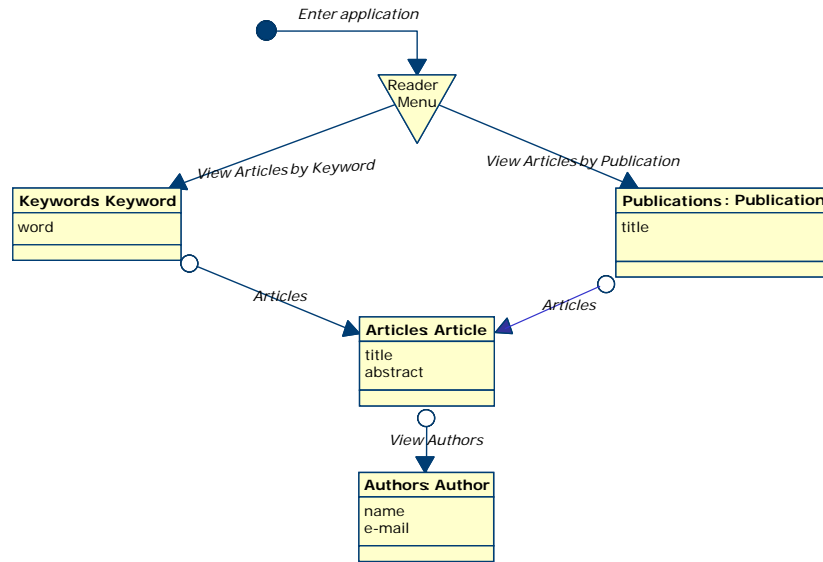 Enter application
Reader
Menu
View Articles by Keyword
View Articles by Publication
Keywords: Keyword
word
Publications : Publication
title
Articles
Articles
Articles: Article
title
abstract
View Authors
Authors: Author
name
e-mail